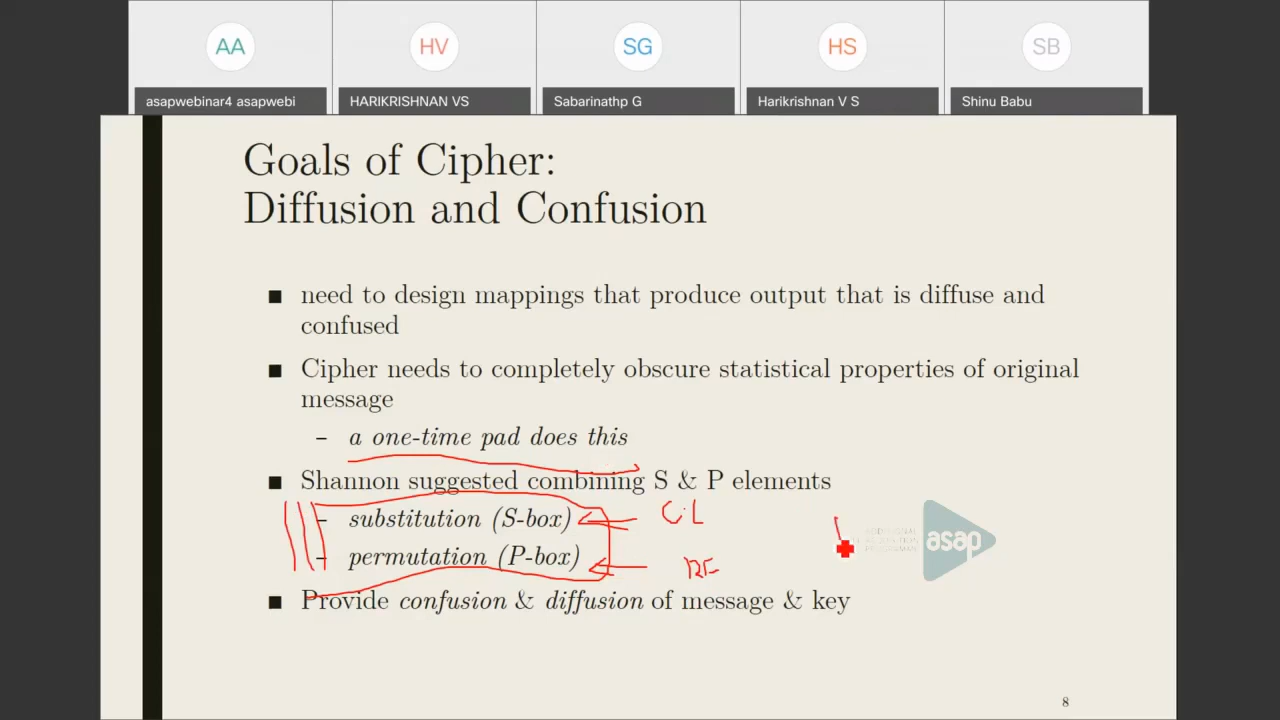 AA HV SG HS SB
asapwebinar4 asapwebi HARIKRISHNAN VS Sabarinathp G Harikrishnan V S Shinu Babu
Goals of Cipher:
Diffusion and Confusion
■ need to design mappings that produce output that is diffuse and
confused
■ Cipher needs to completely obscure statistical properties of original
message
– a one-time pad does this
■ Shannon suggested combining S & P elements
– substitution (S-box)
– permutation (P-box)
asap
■ Provide confusion & diffusion of message & key
8